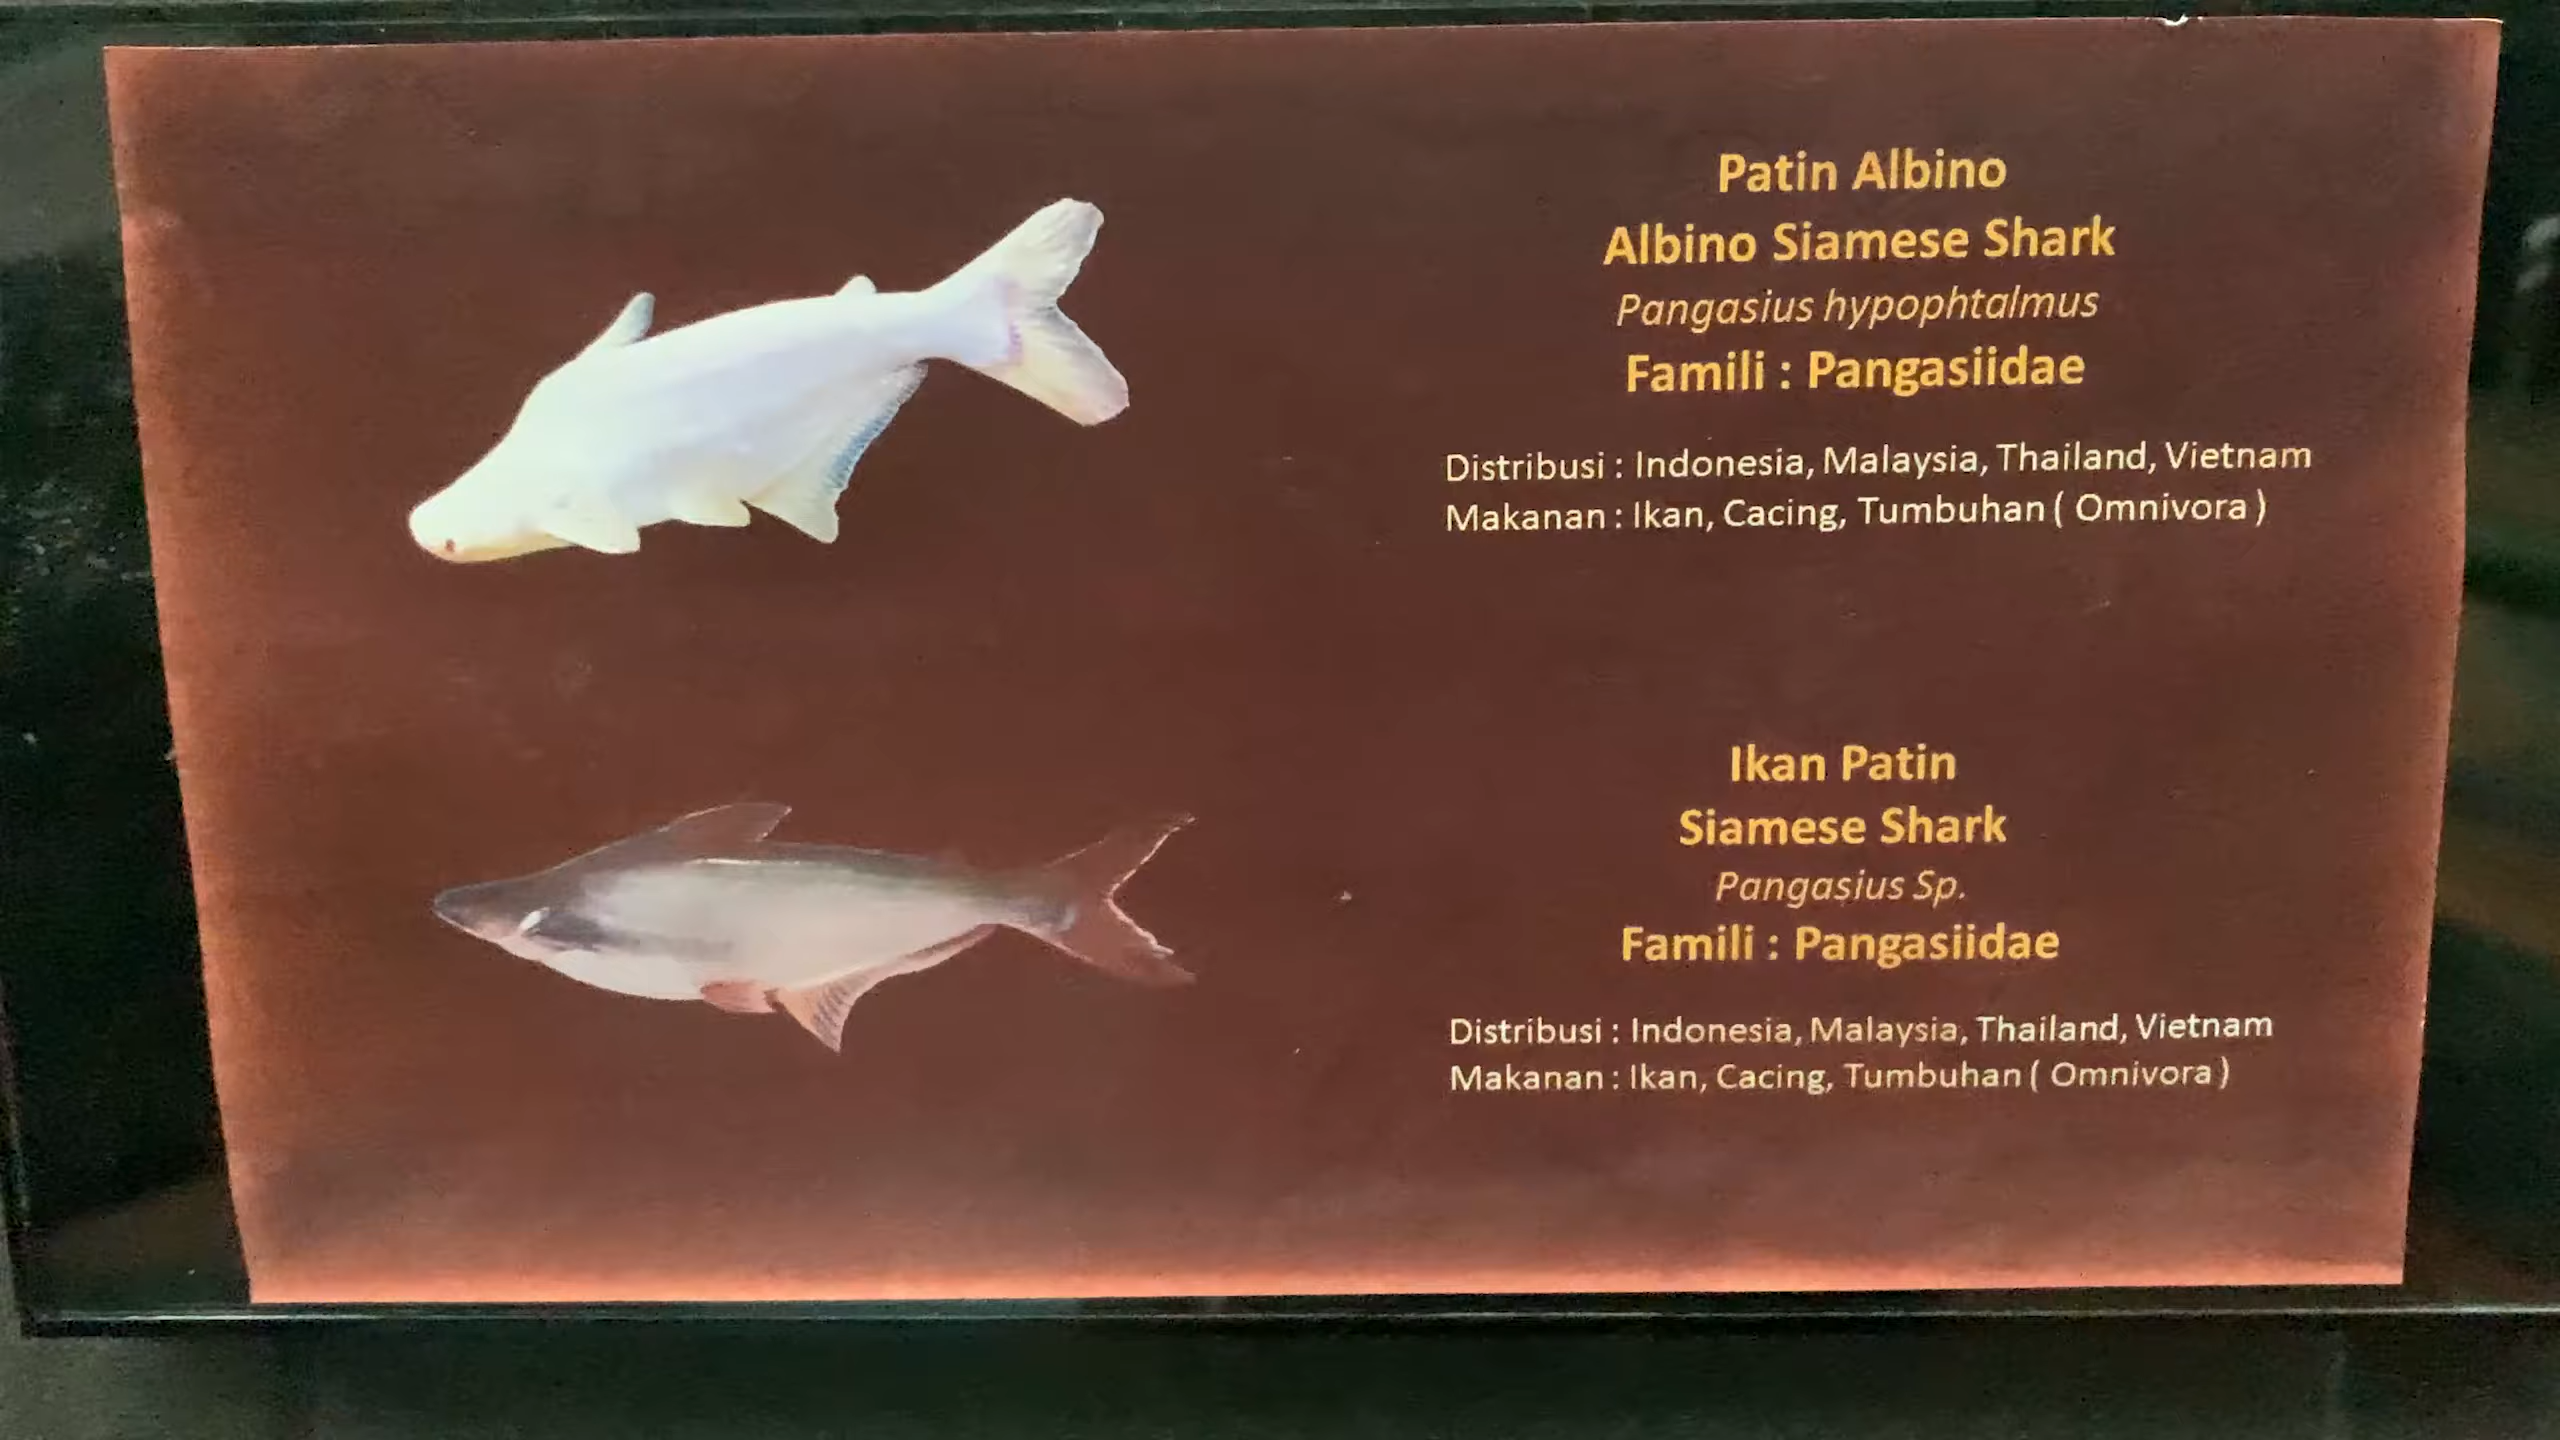 Patin Albino
Albino Siamese Shark
Pangasius hypophtalmus
Famili : Pangasiidae
Distribusi : Indonesia, Malaysia, Thailand, Vietnam
Makanan : Ikan, Cacing, Tumbuhan ( Omnivora )
Ikan Patin
Siamese Shark
Pangasius Sp.
Famili : Pangasiidae
Distribusi : Indonesia, Malaysia, Thailand, Vietnam
Makanan : Ikan, Cacing, Tumbuhan ( Omnivora )